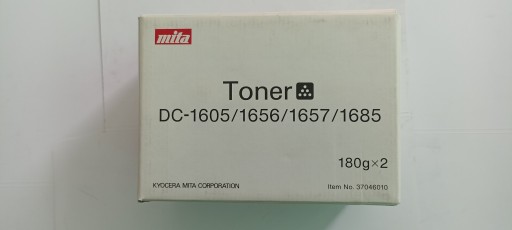 mita
Toner
DC-1605/1656/1657/1685
180g×2
KYOCERA MITA CORPORATION
Item No. 37046010